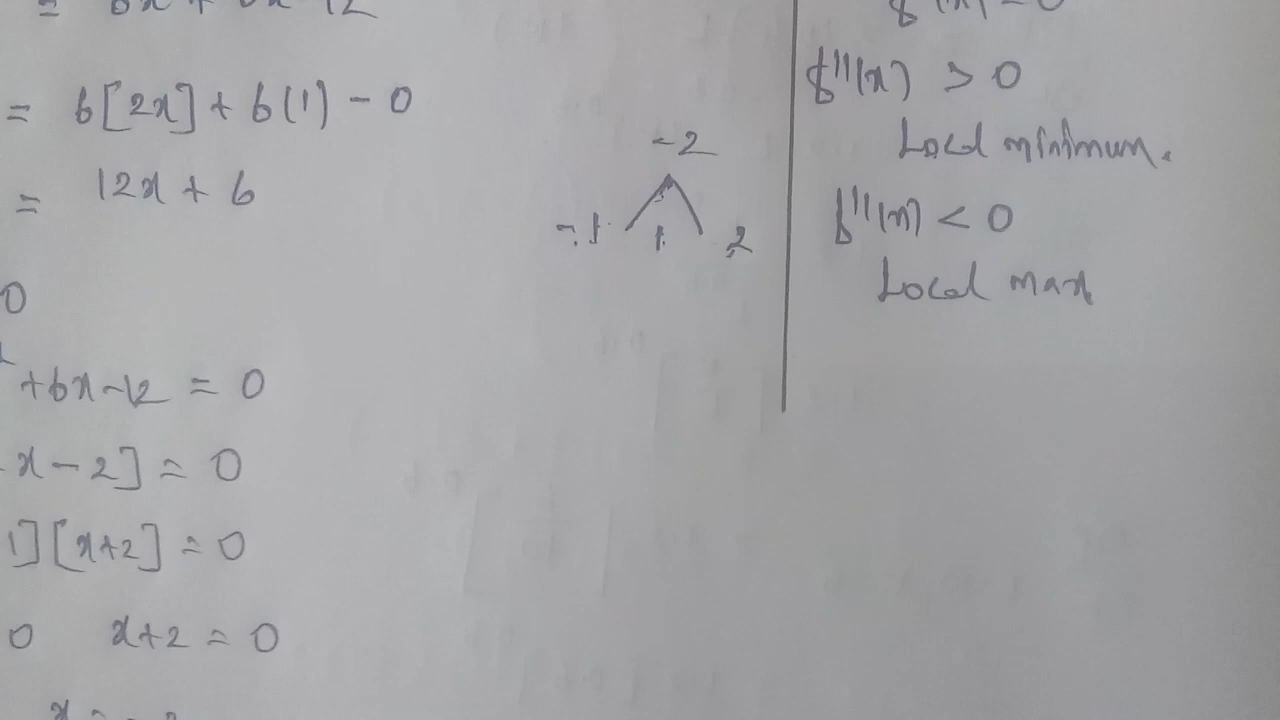 = 6[2x] + 6(1) - 0
= 12x + 6
0
+6x-12 = 0
x - 2] = 0
1][x+2] = 0
0 x+2 = 0
-2
-1 1 2
f''(x) > 0
Local minimum.
f''(x) < 0
Local max